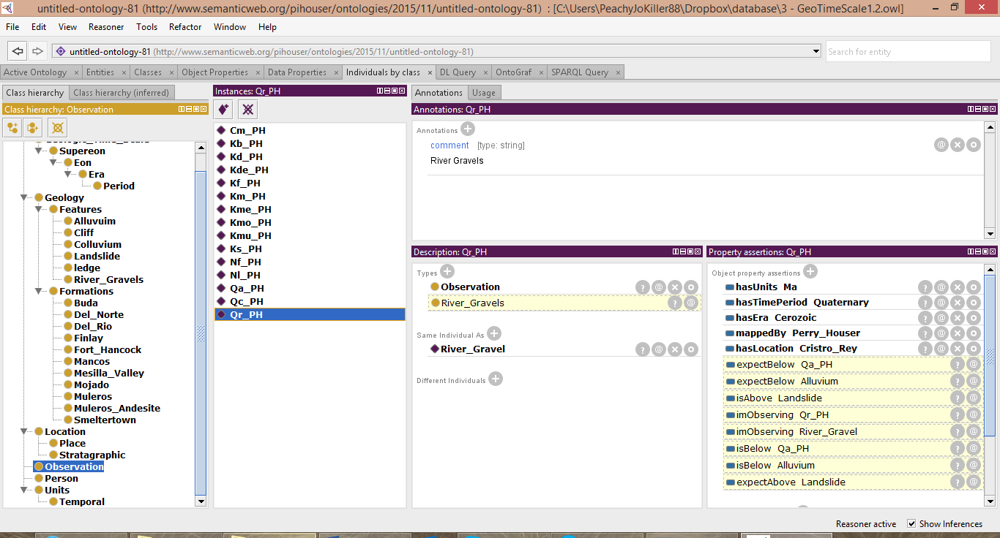 untitled-ontology-81 (http://www.semanticweb.org/pihouser/ontologies/2015/11/untitled-ontology-81) : [C:\Users\PeachyJoKiller88\Dropbox\database\3 - GeoTimeScale1.2.owl]
File Edit View Reasoner Tools Refactor Window Help
untitled-ontology-81 (http://www.semanticweb.org/pihouser/ontologies/2015/11/untitled-ontology-81)
Search for entity
Active Ontology × Entities × Classes × Object Properties × Data Properties × Individuals by class × DL Query × OntoGraf × SPARQL Query ×
Class hierarchy Class hierarchy (inferred)
Class hierarchy: Observation
Supereon
Eon
Era
Period
Geology
Features
Alluvuim
Cliff
Colluvium
Landslide
ledge
River_Gravels
Formations
Buda
Del_Norte
Del_Rio
Finlay
Fort_Hancock
Mancos
Mesilla_Valley
Mojado
Muleros
Muleros_Andesite
Smeltertown
Location
Place
Stratagraphic
Observation
Person
Units
Temporal
Instances: Qr_PH
Cm_PH
Kb_PH
Kd_PH
Kde_PH
Kf_PH
Km_PH
Kme_PH
Kmo_PH
Kmu_PH
Ks_PH
Nf_PH
Nl_PH
Qa_PH
Qc_PH
Qr_PH
Annotations Usage
Annotations: Qr_PH
Annotations
comment [type: string]
River Gravels
Description: Qr_PH
Types
Observation
River_Gravels
Same Individual As
River_Gravel
Different Individuals
Property assertions: Qr_PH
Object property assertions
hasUnits Ma
hasTimePeriod Quaternary
hasEra Cerozoic
mappedBy Perry_Houser
hasLocation Cristro_Rey
expectBelow Qa_PH
expectBelow Alluvium
isAbove Landslide
imObserving Qr_PH
imObserving River_Gravel
isBelow Qa_PH
isBelow Alluvium
expectAbove Landslide
Reasoner active Show Inferences